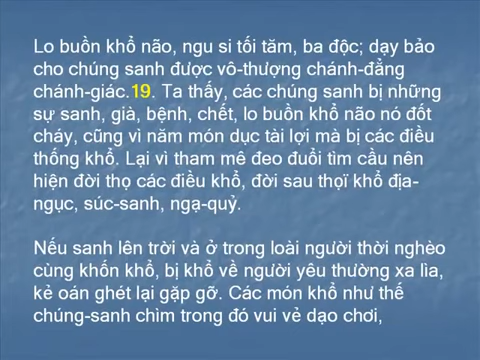 Lo buồn khổ não, ngu si tối tăm, ba độc; dạy bảo
cho chúng sanh được vô-thượng chánh-đẳng
chánh-giác.19. Ta thấy, các chúng sanh bị những
sự sanh, già, bệnh, chết, lo buồn khổ não nó đốt
cháy, cũng vì năm món dục tài lợi mà bị các điều
thống khổ. Lại vì tham mê đeo đuổi tìm cầu nên
hiện đời thọ các điều khổ, đời sau thọï khổ địa-
ngục, súc-sanh, ngạ-quỷ.
Nếu sanh lên trời và ở trong loài người thời nghèo
cùng khốn khổ, bị khổ về người yêu thường xa lìa,
kẻ oán ghét lại gặp gỡ. Các món khổ như thế
chúng-sanh chìm trong đó vui vẻ dạo chơi,